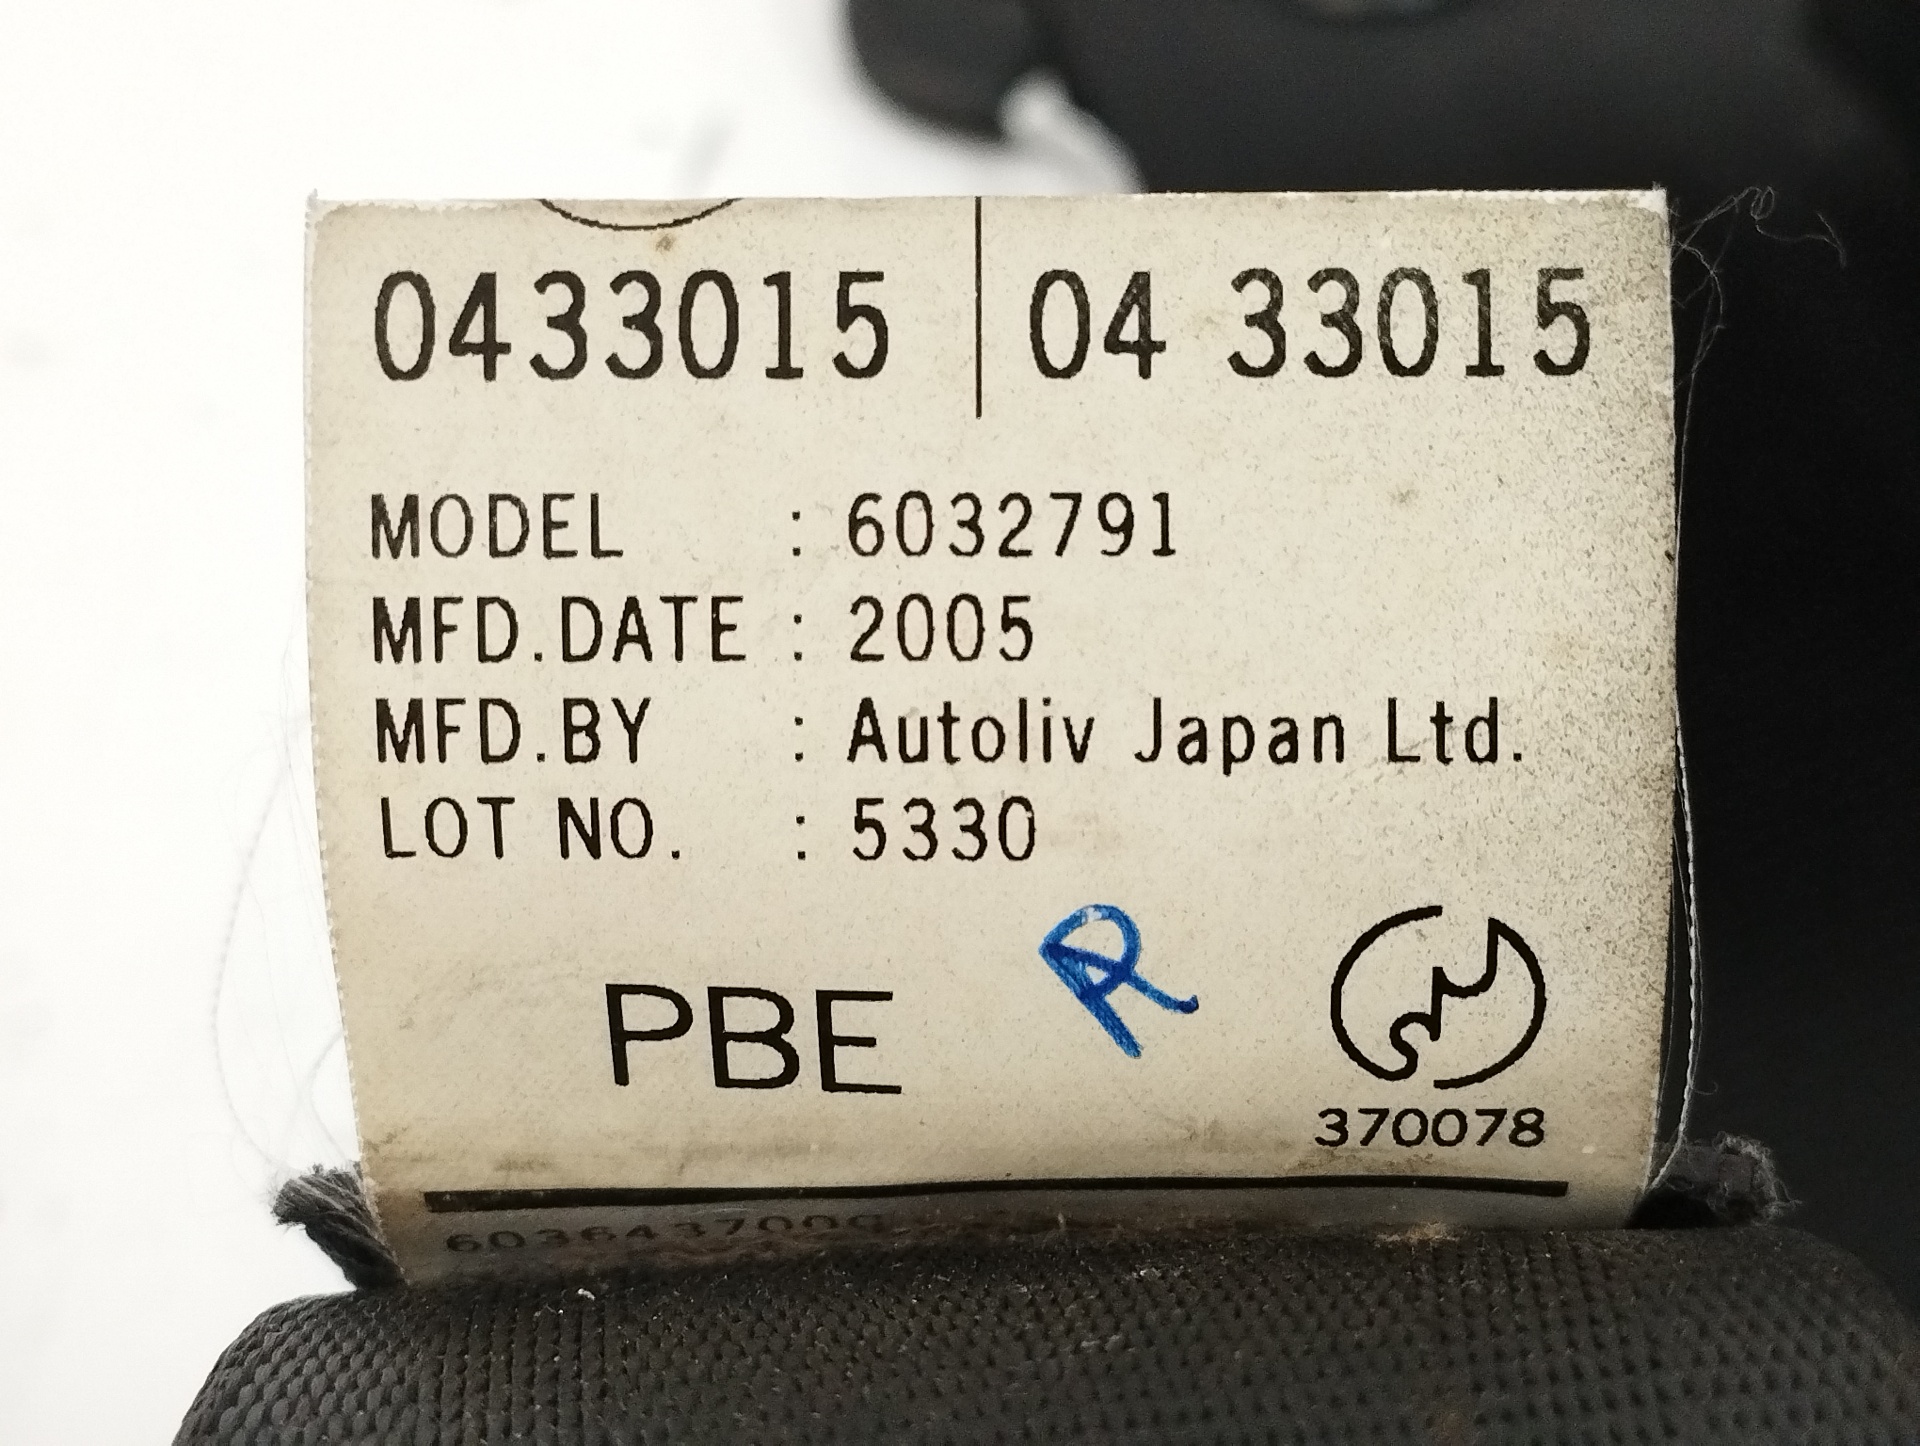 0433015 04 33015
MODEL : 6032791
MFD.DATE : 2005
MFD.BY : Autoliv Japan Ltd.
LOT NO. : 5330
R
PBE
370078